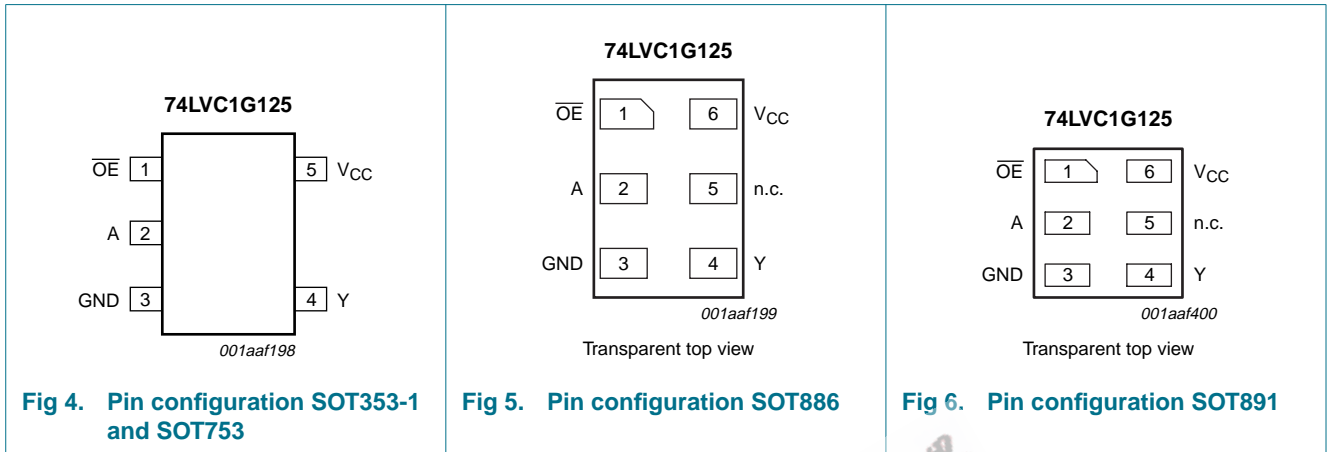 74LVC1G125
OE 1
5 VCC
A 2
GND 3
4 Y
001aaf198
Fig 4. Pin configuration SOT353-1
and SOT753
74LVC1G125
OE 1
6 VCC
A 2
5 n.c.
GND 3
4 Y
001aaf199
Transparent top view
Fig 5. Pin configuration SOT886
74LVC1G125
OE 1
6 VCC
A 2
5 n.c.
GND 3
4 Y
001aaf400
Transparent top view
Fig 6. Pin configuration SOT891